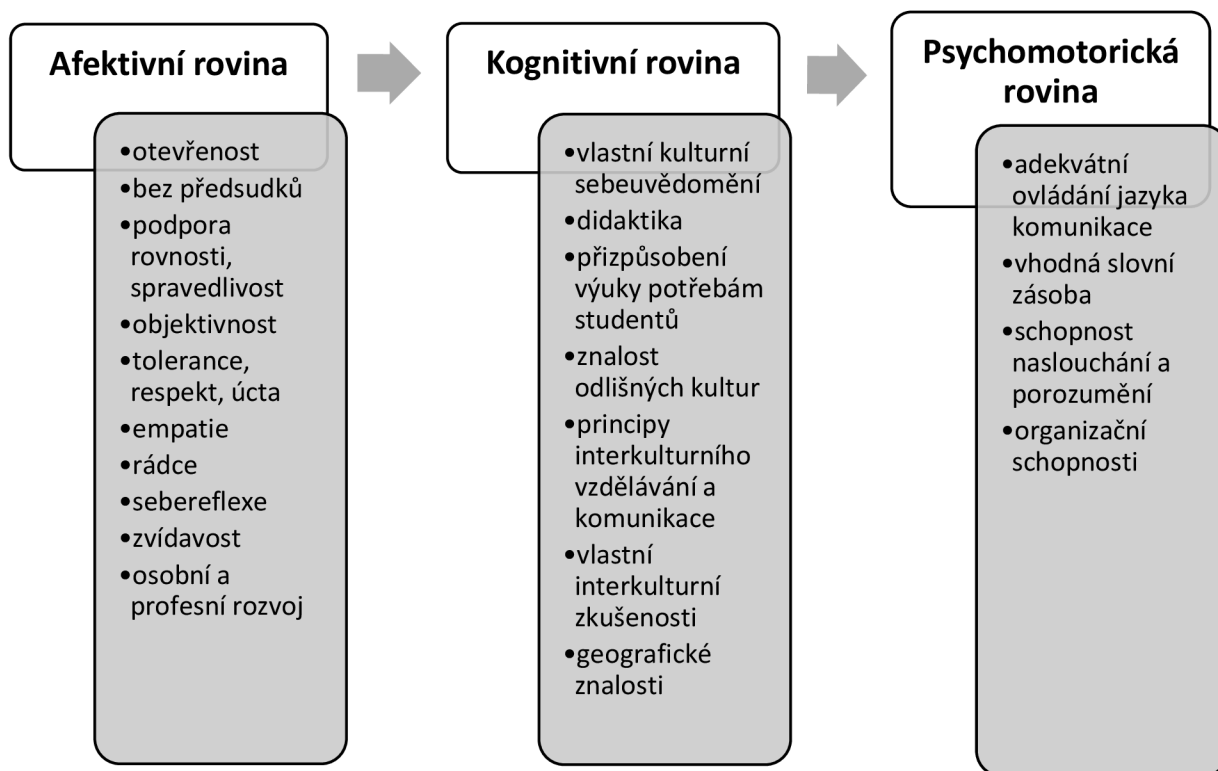 Afektivní rovina
•otevřenost
•bez předsudků
•podpora
rovnosti,
spravedlivost
•objektivnost
•tolerance,
respekt, úcta
•empatie
•rádce
•sebereflexe
•zvídavost
•osobní a
profesní rozvoj
Kognitivní rovina
•vlastní kulturní
sebeuvědomění
•didaktika
•přizpůsobení
výuky potřebám
studentů
•znalost
odlišných kultur
•principy
interkulturního
vzdělávání a
komunikace
•vlastní
interkulturní
zkušenosti
•geografické
znalosti
Psychomotorická
rovina
•adekvátní
ovládání jazyka
komunikace
•vhodná slovní
zásoba
•schopnost
naslouchání a
porozumění
•organizační
schopnosti